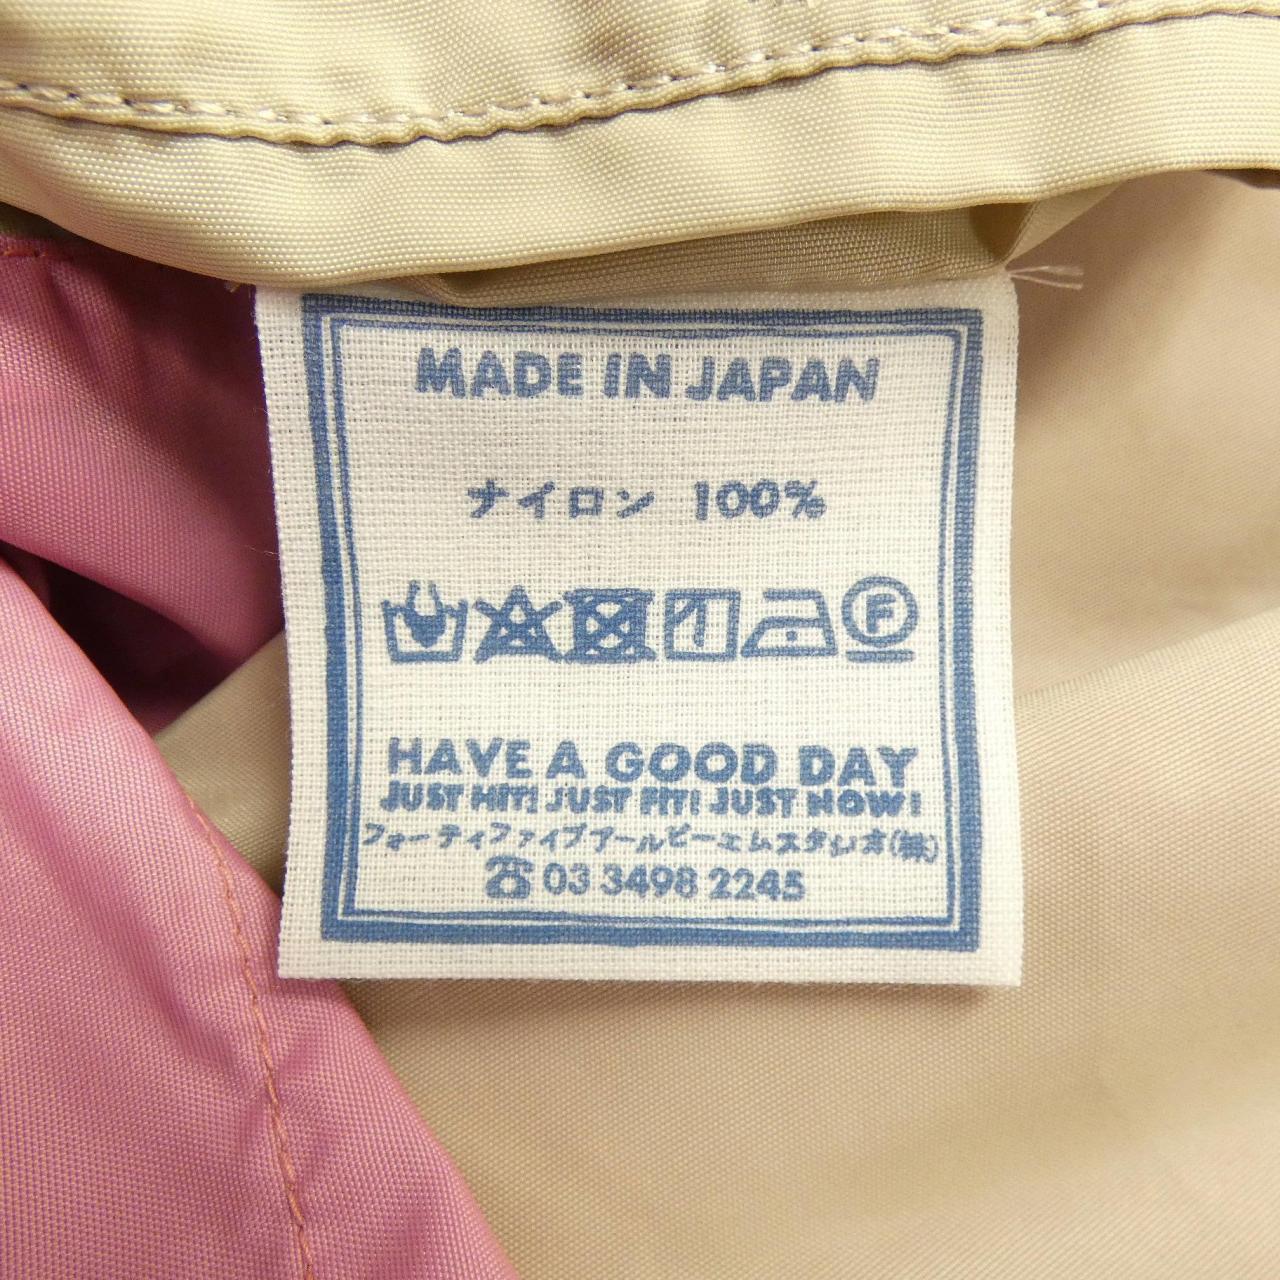 MADE IN JAPAN
ナイロン 100%
F
HAVE A GOOD DAY
JUST HIT! JUST FIT! JUST NOW!
フォーティファイブアールピーエムスタジオ(株)
☎03 3498 2245